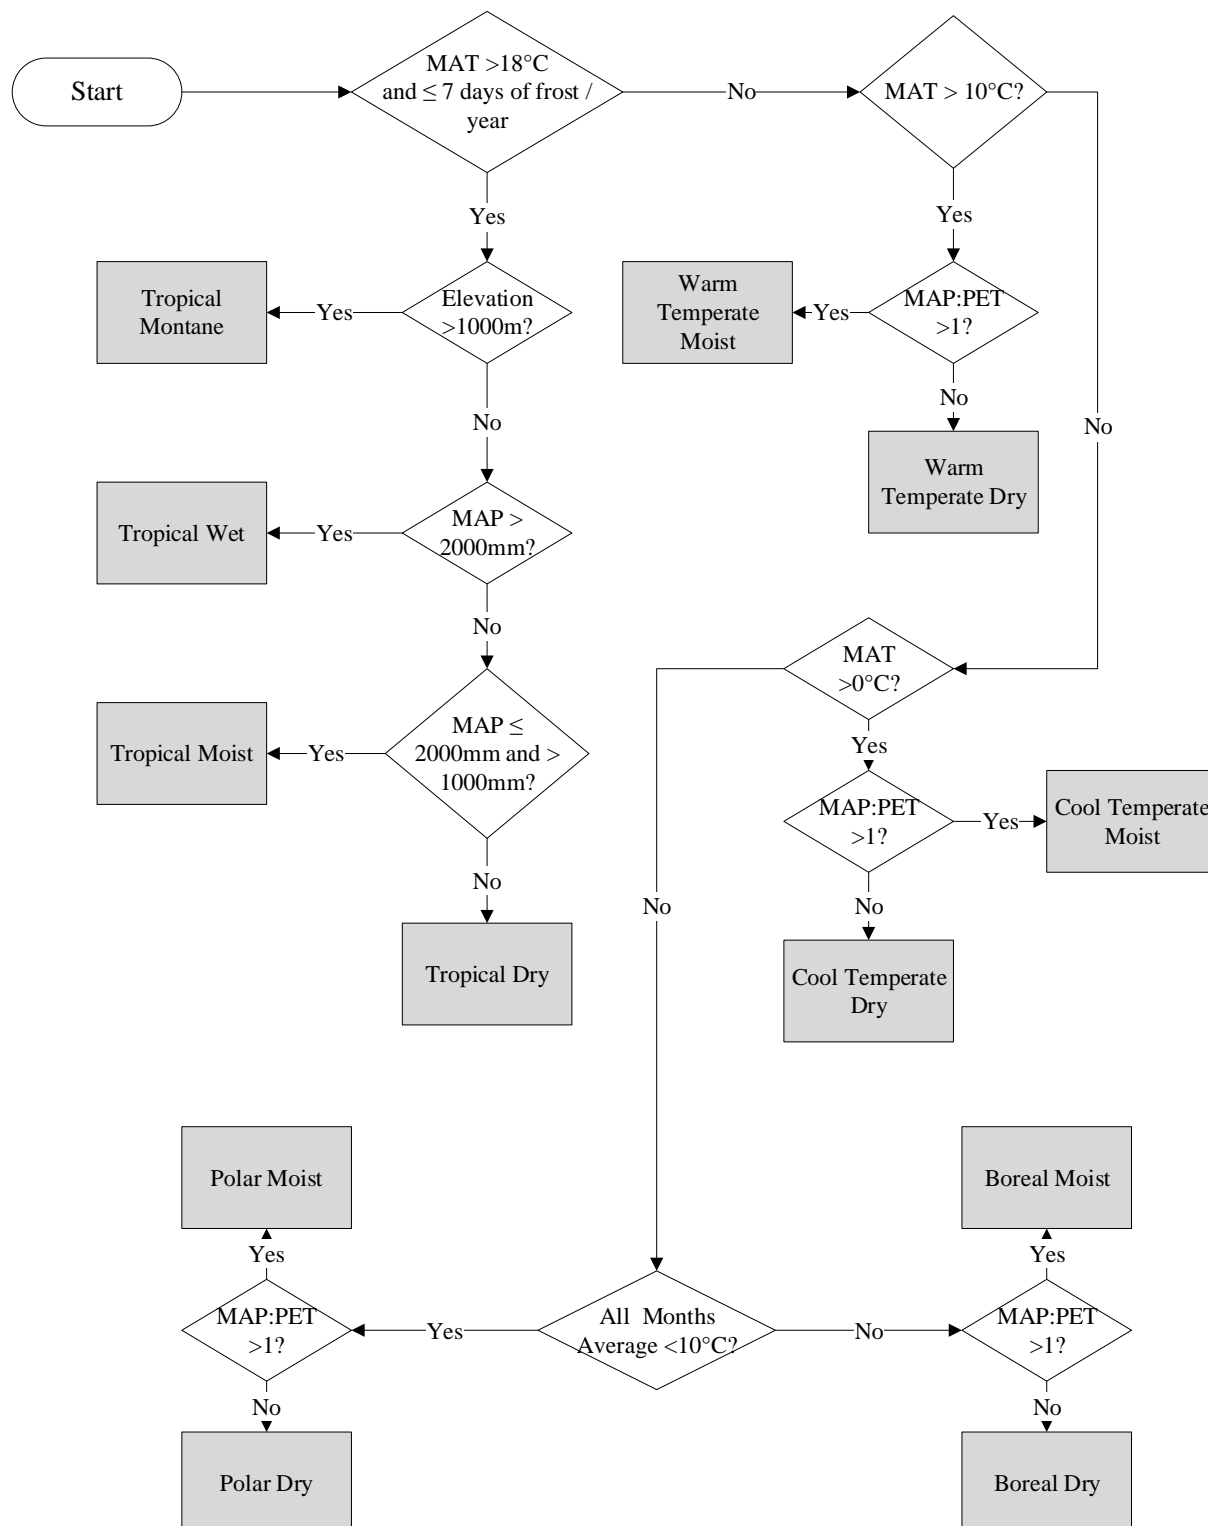 Start
MAT >18°C
and ≤ 7 days of frost /
year
No
MAT > 10°C?
Yes
Yes
Tropical
Montane
Yes
Elevation
>1000m?
Warm
Temperate
Moist
Yes
MAP:PET
>1?
No
No
No
Warm
Temperate Dry
Tropical Wet
Yes
MAP >
2000mm?
No
MAT
>0°C?
Tropical Moist
Yes
MAP ≤
2000mm and >
1000mm?
Yes
MAP:PET
>1?
Yes
Cool Temperate
Moist
No
No
No
Tropical Dry
Cool Temperate
Dry
Polar Moist
Boreal Moist
Yes
Yes
MAP:PET
>1?
Yes
All Months
Average <10°C?
No
MAP:PET
>1?
No
No
Polar Dry
Boreal Dry